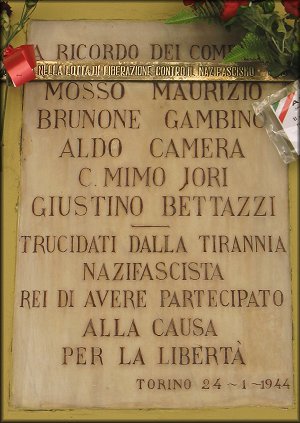 A RICORDO DEI
NELLA LOTTA DI LIBERAZIONE CONTRO IL NAZIFASCISMO
MOSSO MAURIZIO
BRUNONE GAMBINO
ALDO CAMERA
C. MIMO JORI
GIUSTINO BETTAZZI
TRUCIDATI DALLA TIRANNIA
NAZIFASCISTA
REI DI AVERE PARTECIPATO
ALLA CAUSA
PER LA LIBERTÀ
TORINO 24-1-1944